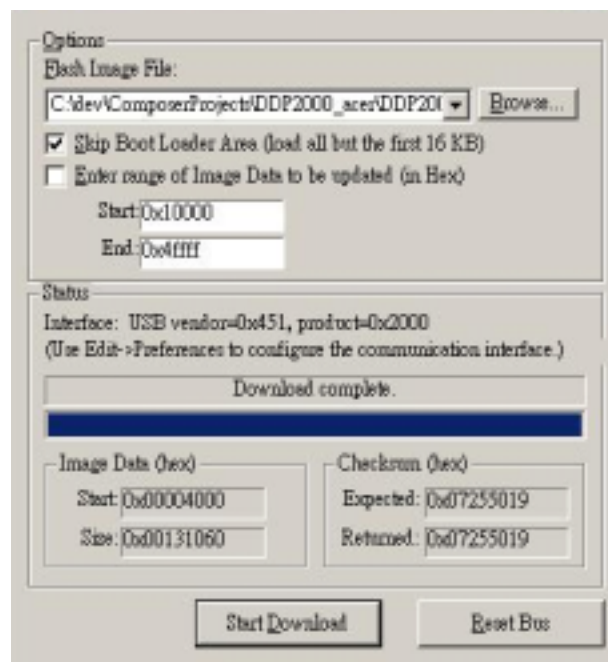 Options
Flash Image File:
C:\dev\ComposerProjects\DDP2000_acer\DDP200 Browse...
Skip Boot Loader Area (load all but the first 16 KB)
Enter range of Image Data to be updated (in Hex)
Start: 0x10000
End: 0x4ffff
Status
Interface: USB vendor=0x451, product=0x2000
(Use Edit->Preferences to configure the communication interface.)
Download complete.
Image Data (hex)
Start: 0x00004000
Size: 0x00131060
Checksum (hex)
Expected: 0x07255019
Returned: 0x07255019
Start Download
Reset Bus